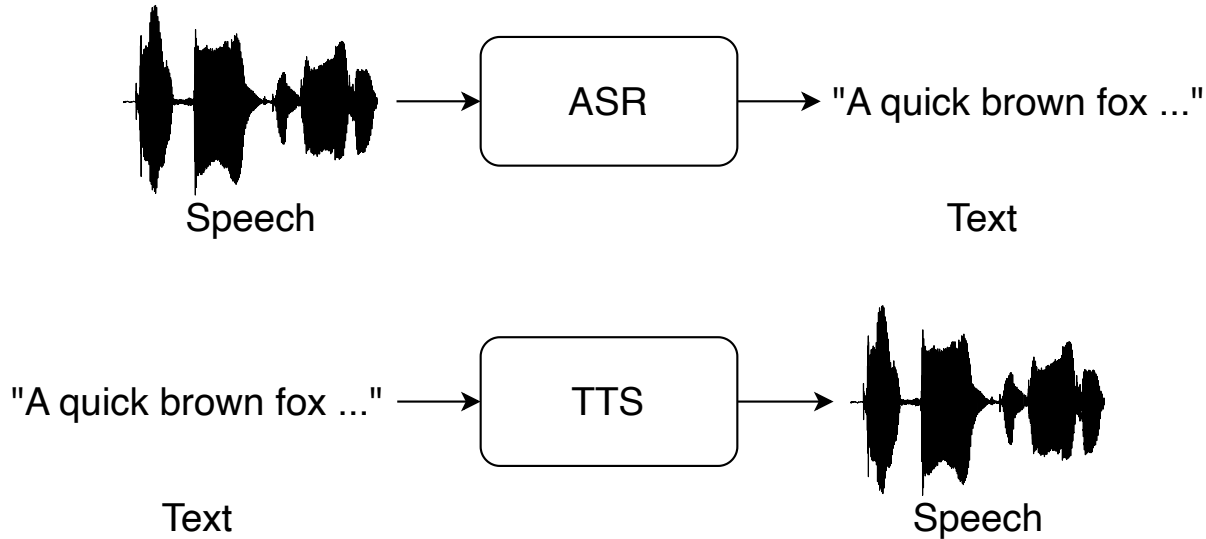 ASR
"A quick brown fox ..."
Speech
Text
"A quick brown fox ..."
TTS
Text
Speech